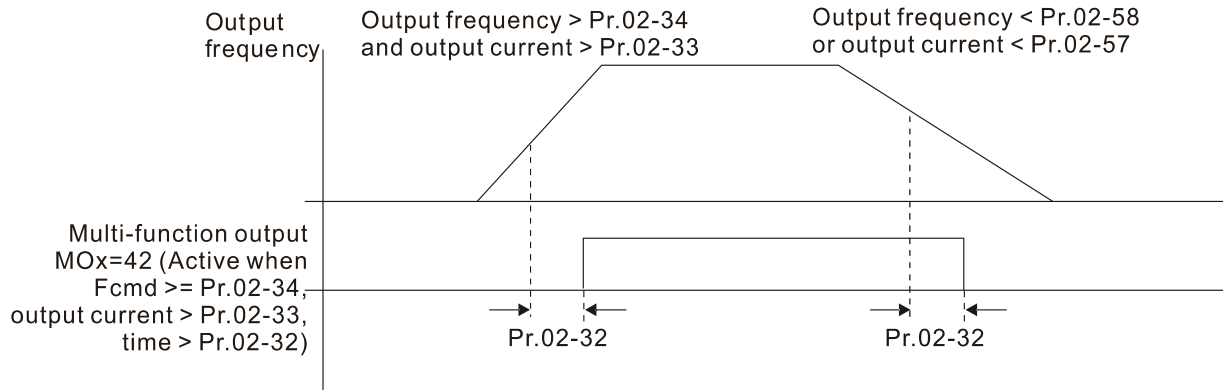 Output
frequency
Output frequency > Pr.02-34
and output current > Pr.02-33
Output frequency < Pr.02-58
or output current < Pr.02-57
Multi-function output
MOx=42 (Active when
Fcmd >= Pr.02-34,
output current > Pr.02-33,
time > Pr.02-32)
Pr.02-32
Pr.02-32